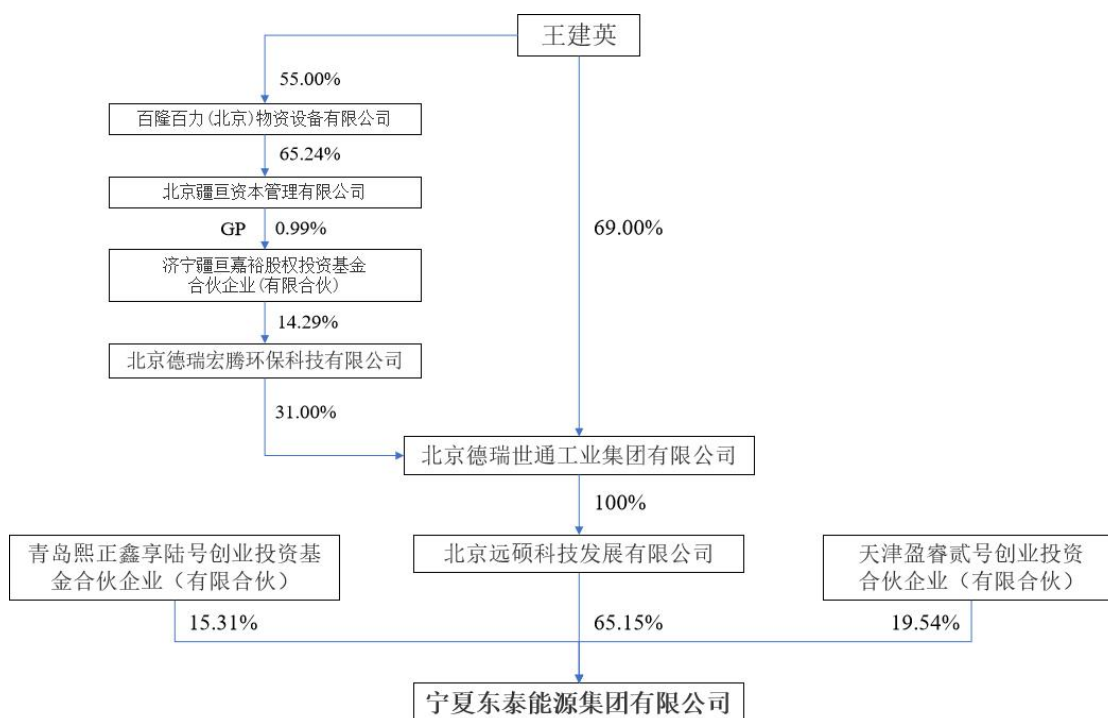 王建英
55.00%
百隆百力(北京)物资设备有限公司
65.24%
北京疆亘资本管理有限公司
GP 0.99%
69.00%
济宁疆亘嘉裕股权投资基金
合伙企业(有限合伙)
14.29%
北京德瑞宏腾环保科技有限公司
31.00%
北京德瑞世通工业集团有限公司
100%
青岛熙正鑫享陆号创业投资基
金合伙企业（有限合伙）
北京远硕科技发展有限公司
天津盈睿贰号创业投资
合伙企业（有限合伙）
15.31%
65.15%
19.54%
宁夏东泰能源集团有限公司